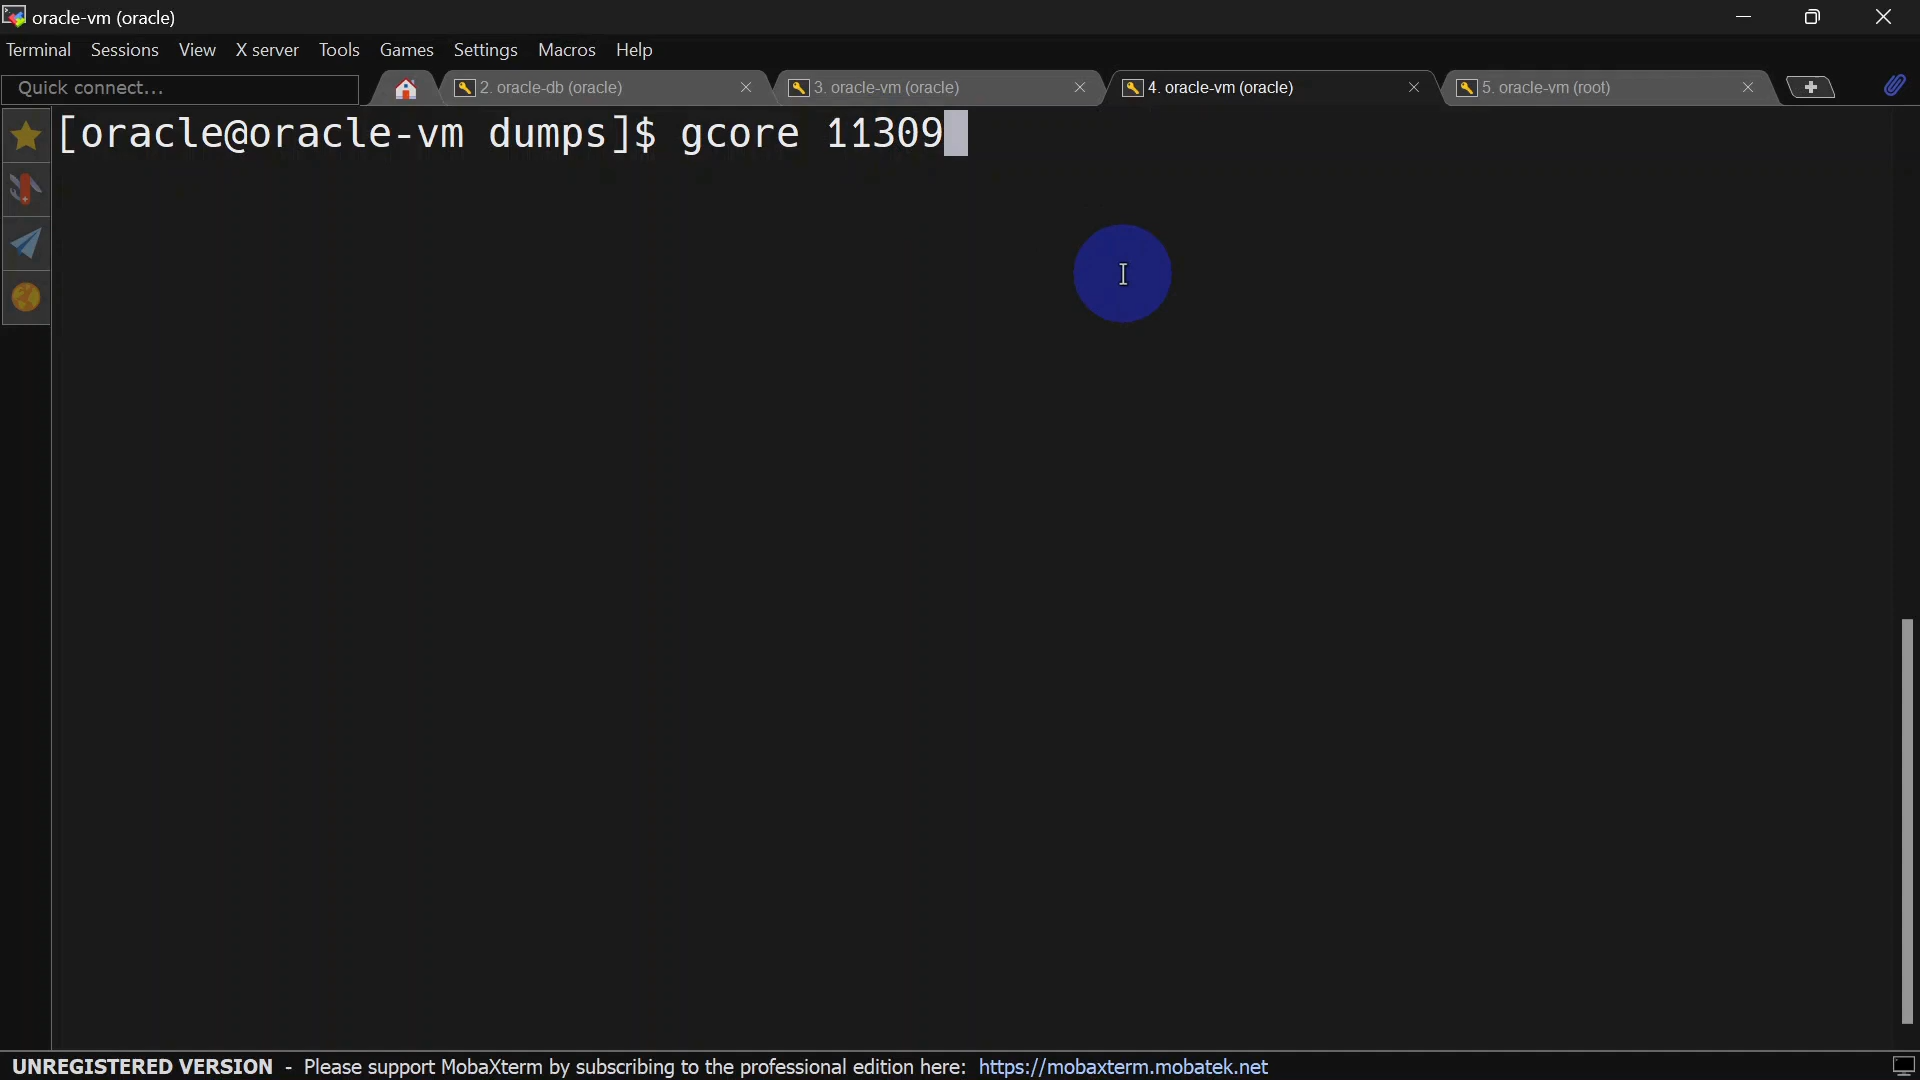 oracle-vm (oracle)
Terminal Sessions View X server Tools Games Settings Macros Help
Quick connect... 2. oracle-db (oracle) 3. oracle-vm (oracle) 4. oracle-vm (oracle) 5. oracle-vm (root)
[oracle@oracle-vm dumps]$ gcore 11309
UNREGISTERED VERSION - Please support MobaXterm by subscribing to the professional edition here: https://mobaxterm.mobatek.net